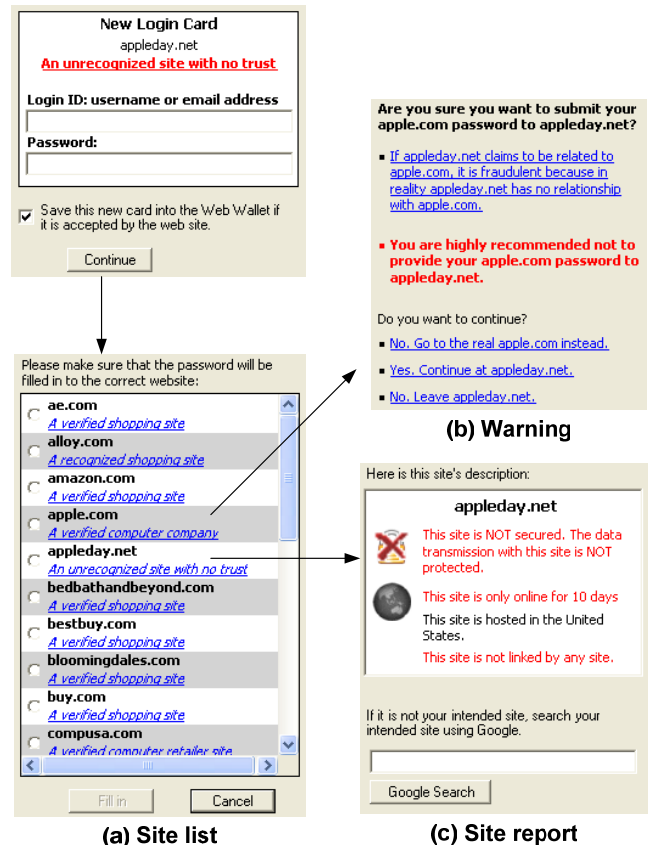 New Login Card
appleday.net
An unrecognized site with no trust
Login ID: username or email address
Password:
Save this new card into the Web Wallet if
it is accepted by the web site.
Continue
Please make sure that the password will be
filled in to the correct website:
ae.com
A verified shopping site
alloy.com
A recognized shopping site
amazon.com
A verified shopping site
apple.com
A verified computer company
appleday.net
An unrecognized site with no trust
bedbathandbeyond.com
A verified shopping site
bestbuy.com
A verified shopping site
bloomingdales.com
A verified shopping site
buy.com
A verified shopping site
compusa.com
A verified computer retailer site
Fill in
Cancel
(a) Site list
Are you sure you want to submit your
apple.com password to appleday.net?
If appleday.net claims to be related to
apple.com, it is fraudulent because in
reality appleday.net has no relationship
with apple.com.
You are highly recommended not to
provide your apple.com password to
appleday.net.
Do you want to continue?
No. Go to the real apple.com instead.
Yes. Continue at appleday.net.
No. Leave appleday.net.
(b) Warning
Here is this site's description:
appleday.net
This site is NOT secured. The data
transmission with this site is NOT
protected.
This site is only online for 10 days
This site is hosted in the United
States.
This site is not linked by any site.
If it is not your intended site, search your
intended site using Google.
Google Search
(c) Site report